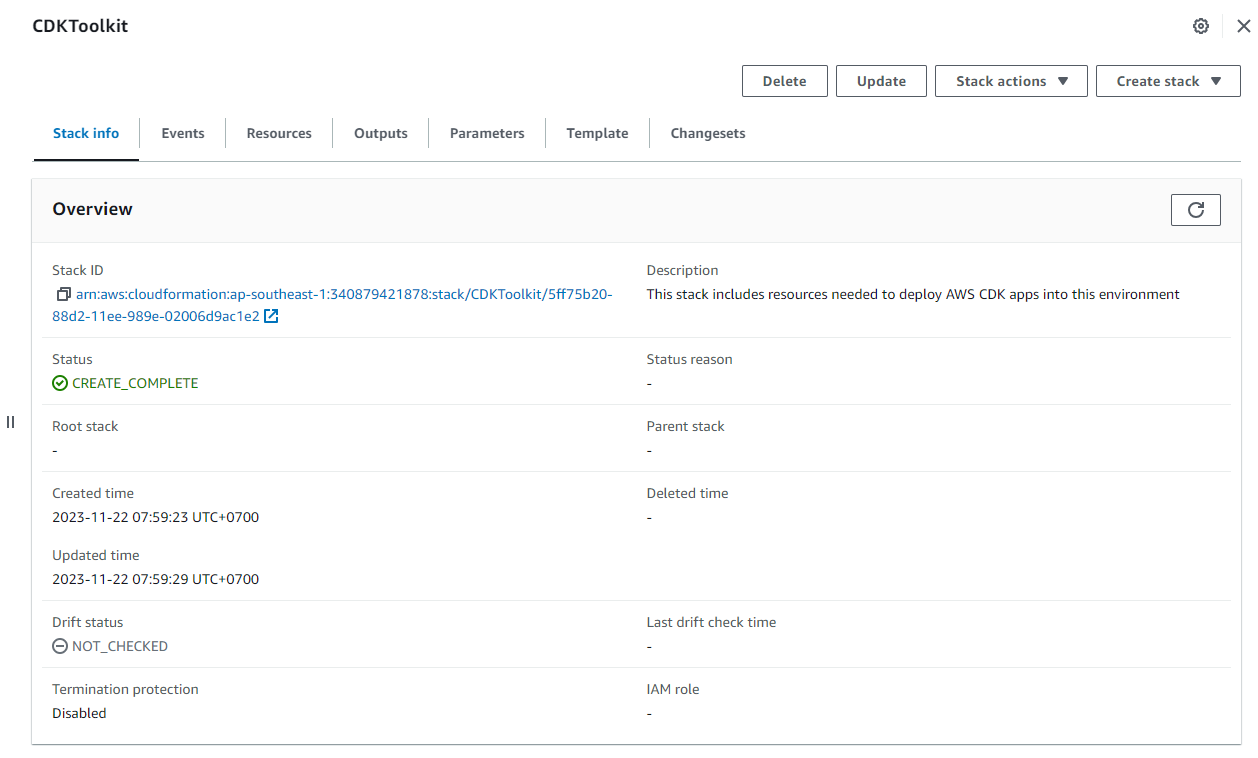 CDKToolkit
Delete
Update
Stack actions
Create stack
Stack info
Events
Resources
Outputs
Parameters
Template
Changesets
Overview
Stack ID
arn:aws:cloudformation:ap-southeast-1:340879421878:stack/CDKToolkit/5ff75b20-
88d2-11ee-989e-02006d9ac1e2
Description
This stack includes resources needed to deploy AWS CDK apps into this environment
Status
CREATE_COMPLETE
Status reason
-
Root stack
-
Parent stack
-
Created time
2023-11-22 07:59:23 UTC+0700
Deleted time
-
Updated time
2023-11-22 07:59:29 UTC+0700
Drift status
NOT_CHECKED
Last drift check time
-
Termination protection
Disabled
IAM role
-